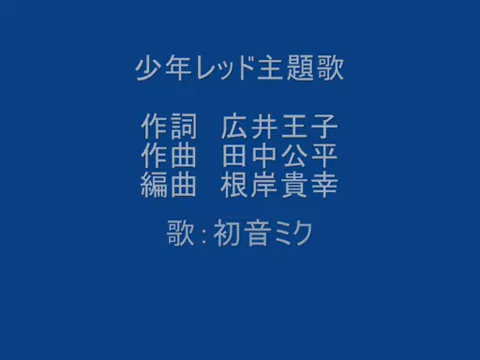 少年レッド主題歌
作詞　広井王子
作曲　田中公平
編曲　根岸貴幸
歌：初音ミク